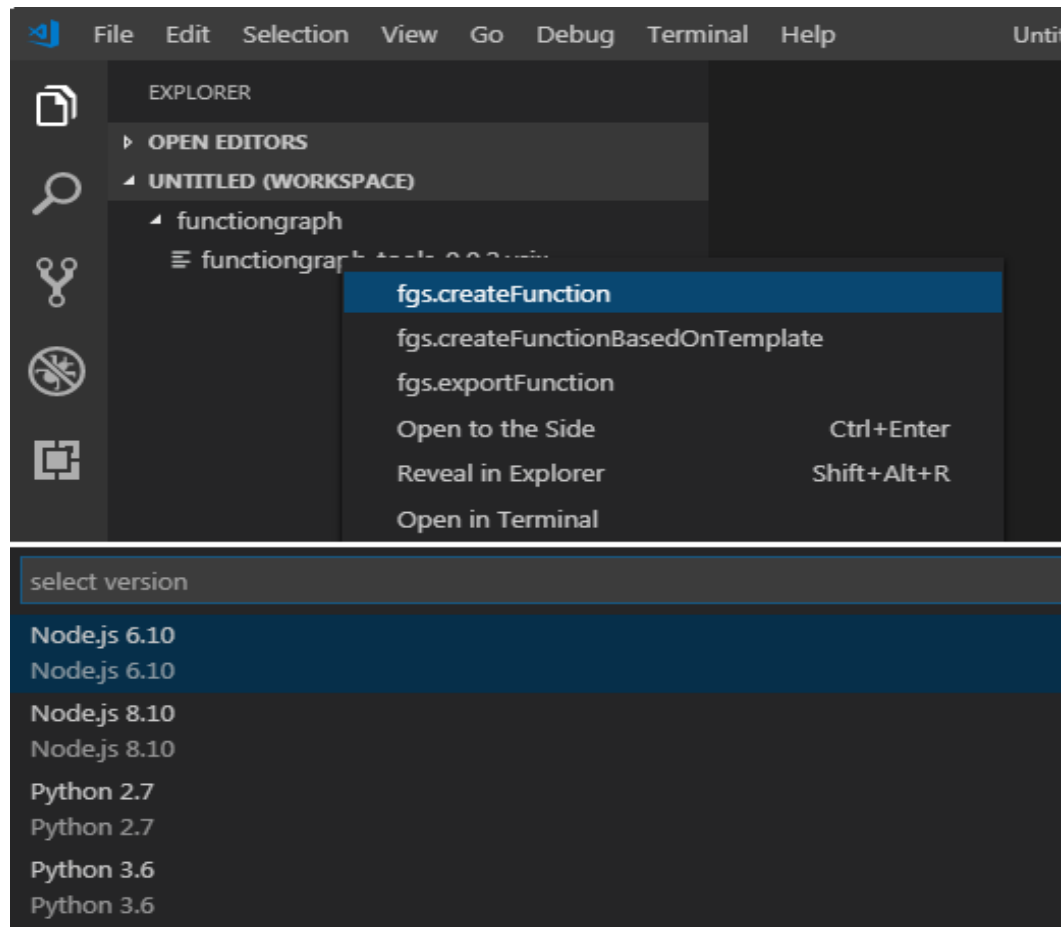 File Edit Selection View Go Debug Terminal Help Unti
EXPLORER
OPEN EDITORS
UNTITLED (WORKSPACE)
functiongraph
fgs.createFunction
fgs.createFunctionBasedOnTemplate
fgs.exportFunction
Open to the Side Ctrl+Enter
Reveal in Explorer Shift+Alt+R
Open in Terminal
select version
Node.js 6.10
Node.js 6.10
Node.js 8.10
Node.js 8.10
Python 2.7
Python 2.7
Python 3.6
Python 3.6